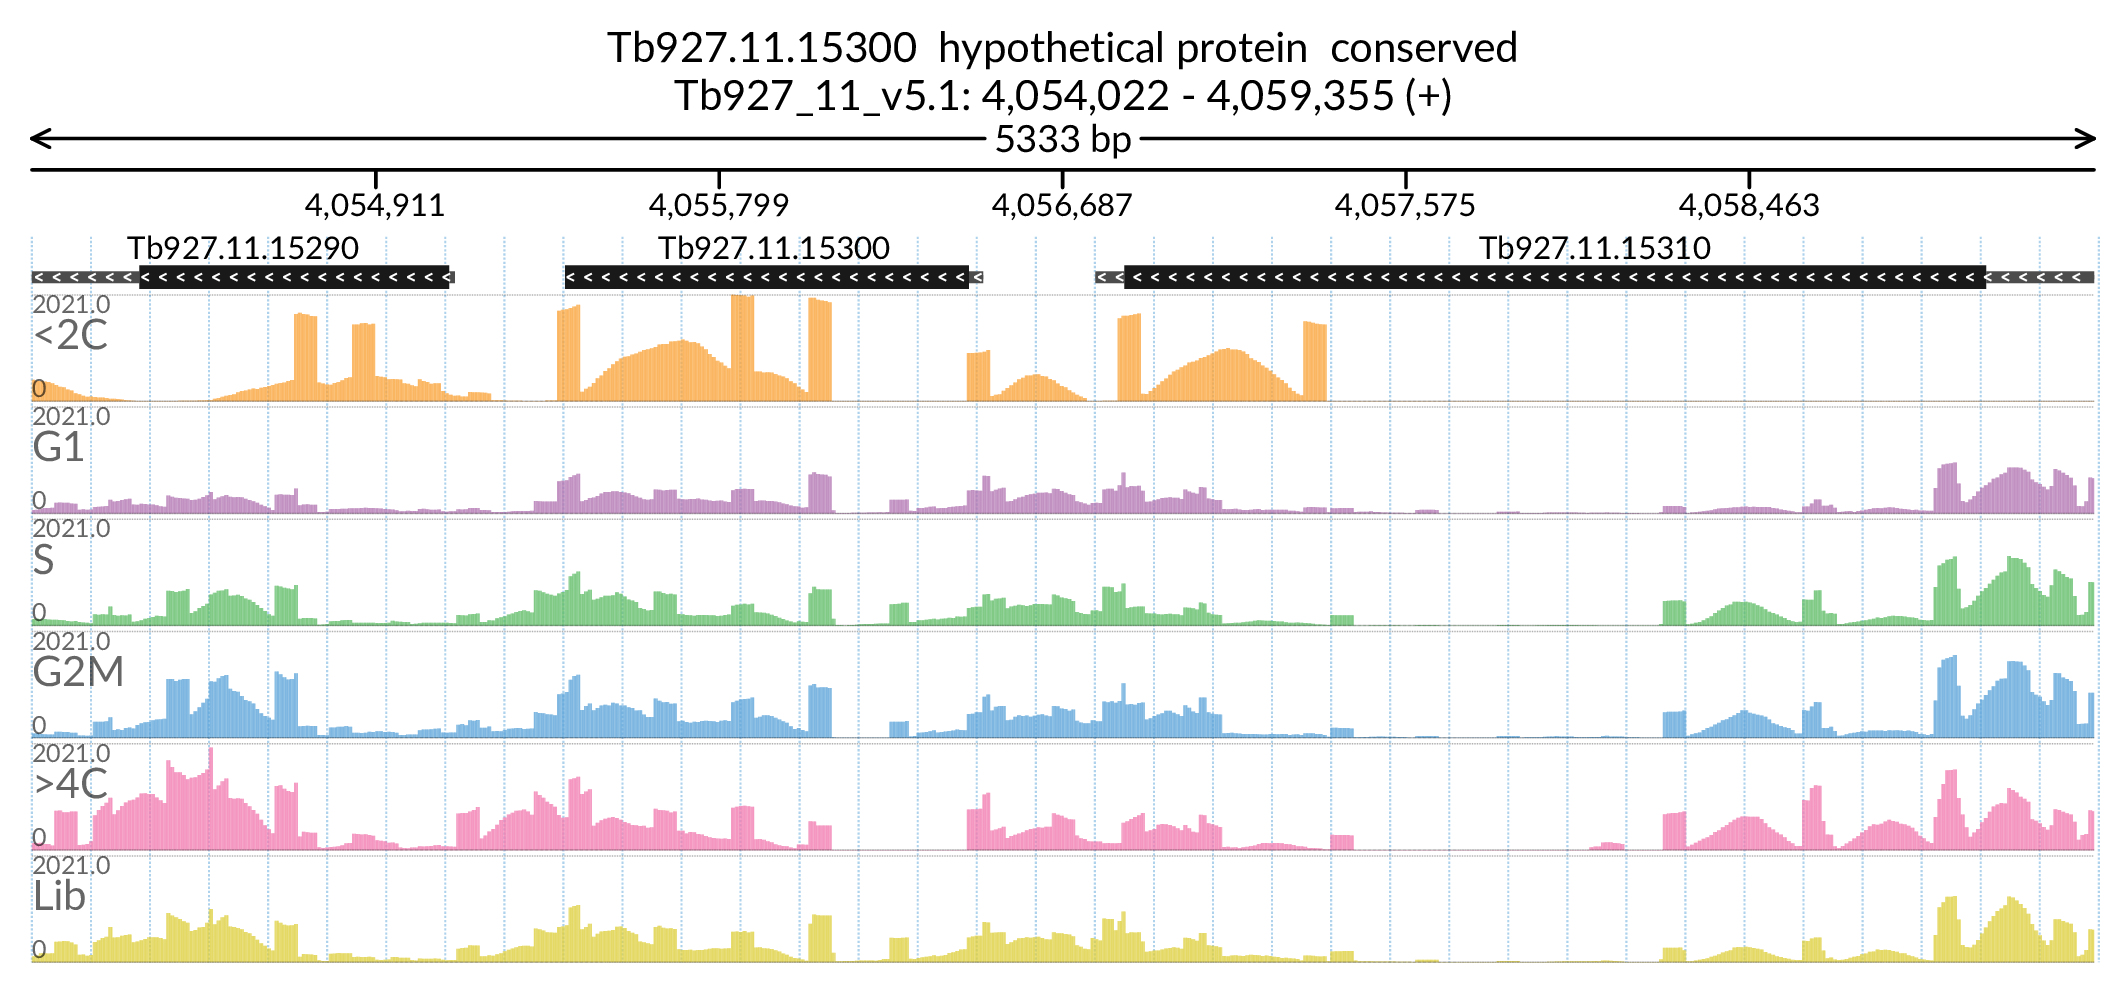 Tb927.11.15300 hypothetical protein conserved
Tb927_11_v5.1: 4,054,022 - 4,059,355 (+)
5333 bp
4,054,911 4,055,799 4,056,687 4,057,575 4,058,463
Tb927.11.15290 Tb927.11.15300 Tb927.11.15310
2021.0
<2C
0
2021.0
G1
0
2021.0
S
0
2021.0
G2M
0
2021.0
>4C
0
2021.0
Lib
0